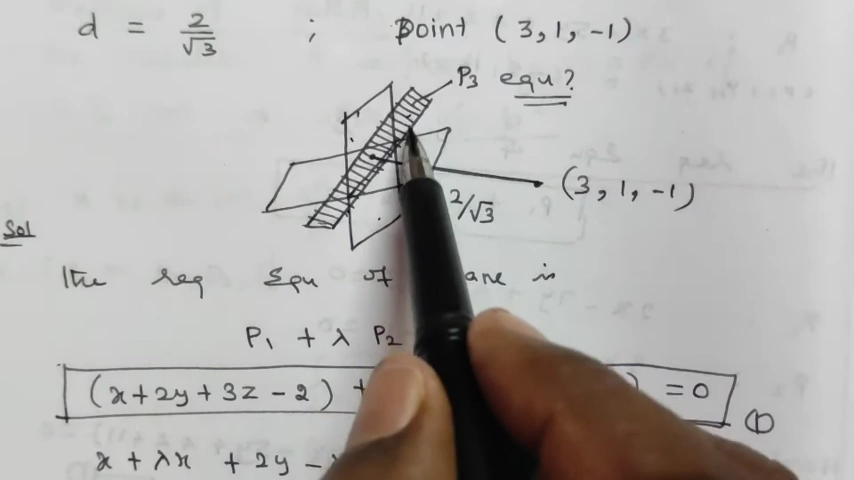 d = 2/√3 ; point (3, 1, -1)
P₃ equ?
(3, 1, -1)
2/√3
Sol
The req Equ of
is
P₁ + λ P₂
(x + 2y + 3z - 2) +
) = 0
①
x + λx + 2y -